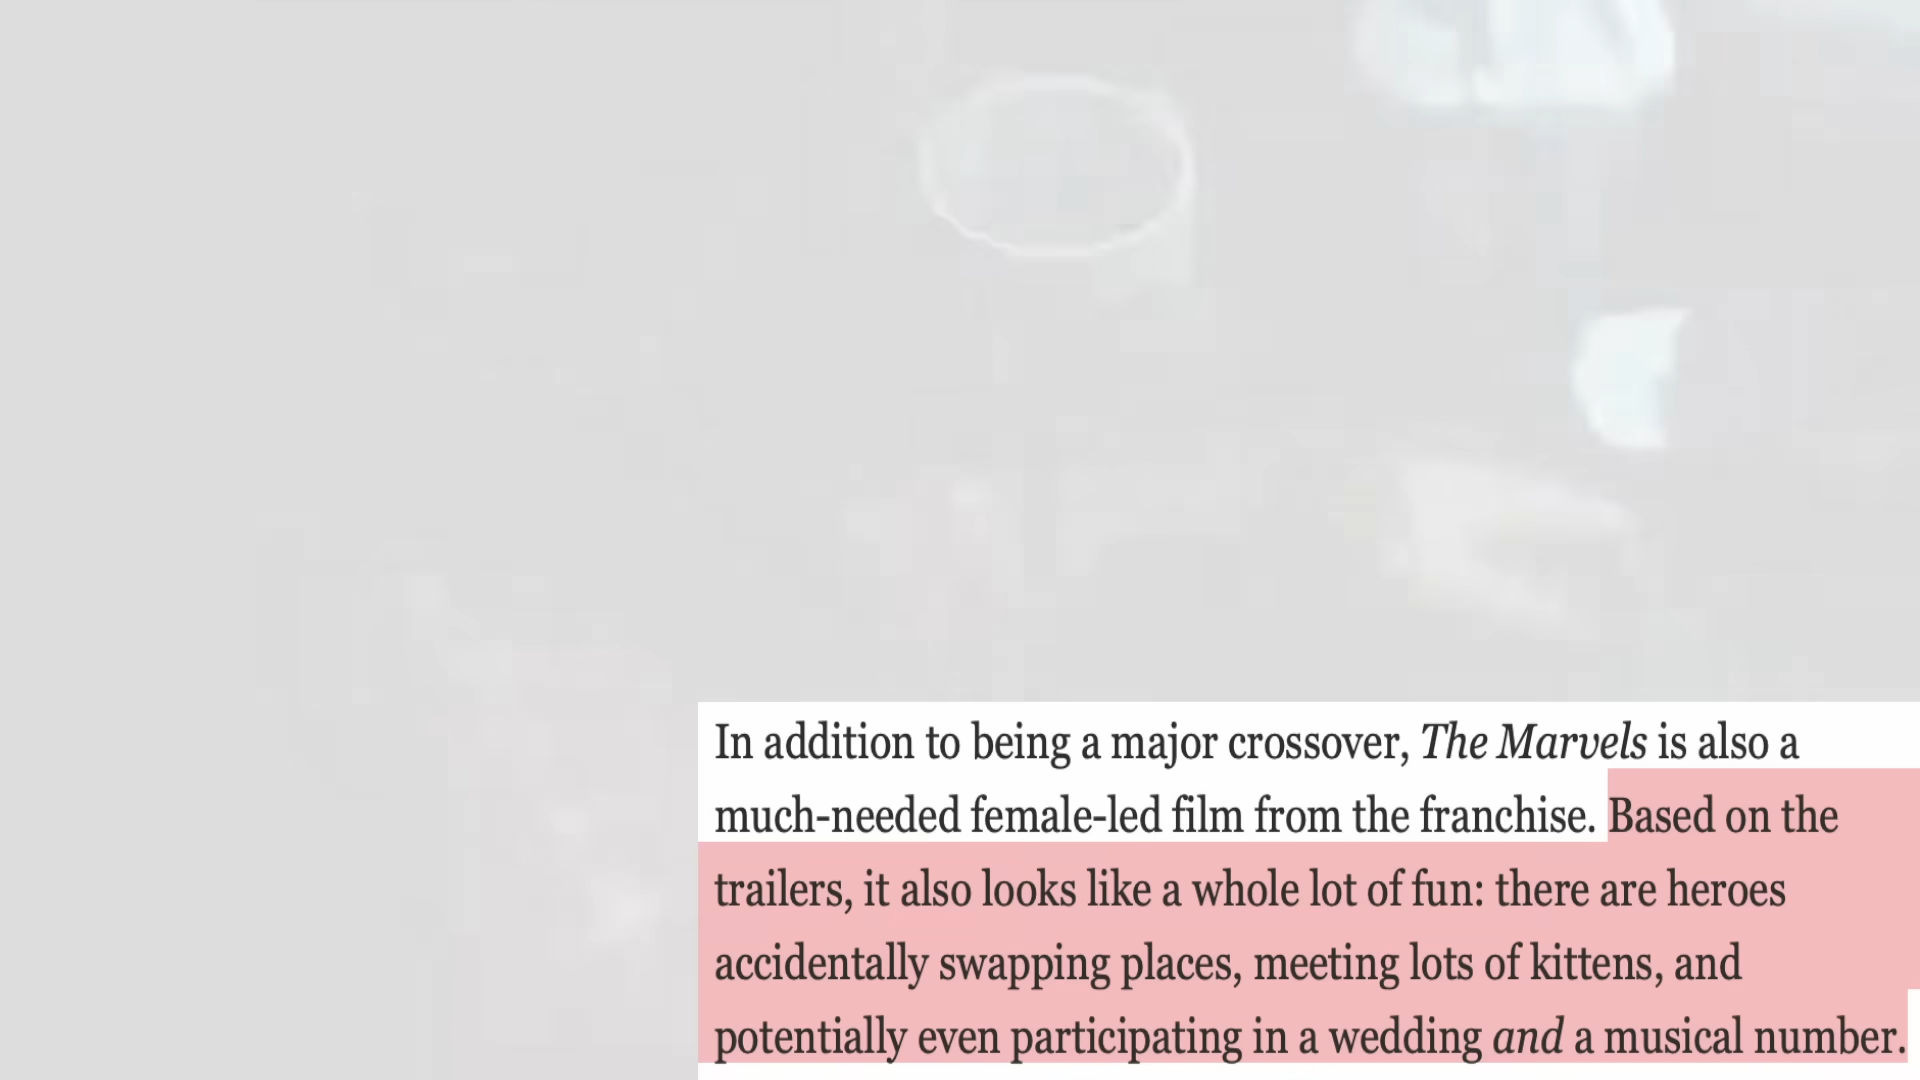 In addition to being a major crossover, The Marvels is also a
much-needed female-led film from the franchise. Based on the
trailers, it also looks like a whole lot of fun: there are heroes
accidentally swapping places, meeting lots of kittens, and
potentially even participating in a wedding and a musical number.